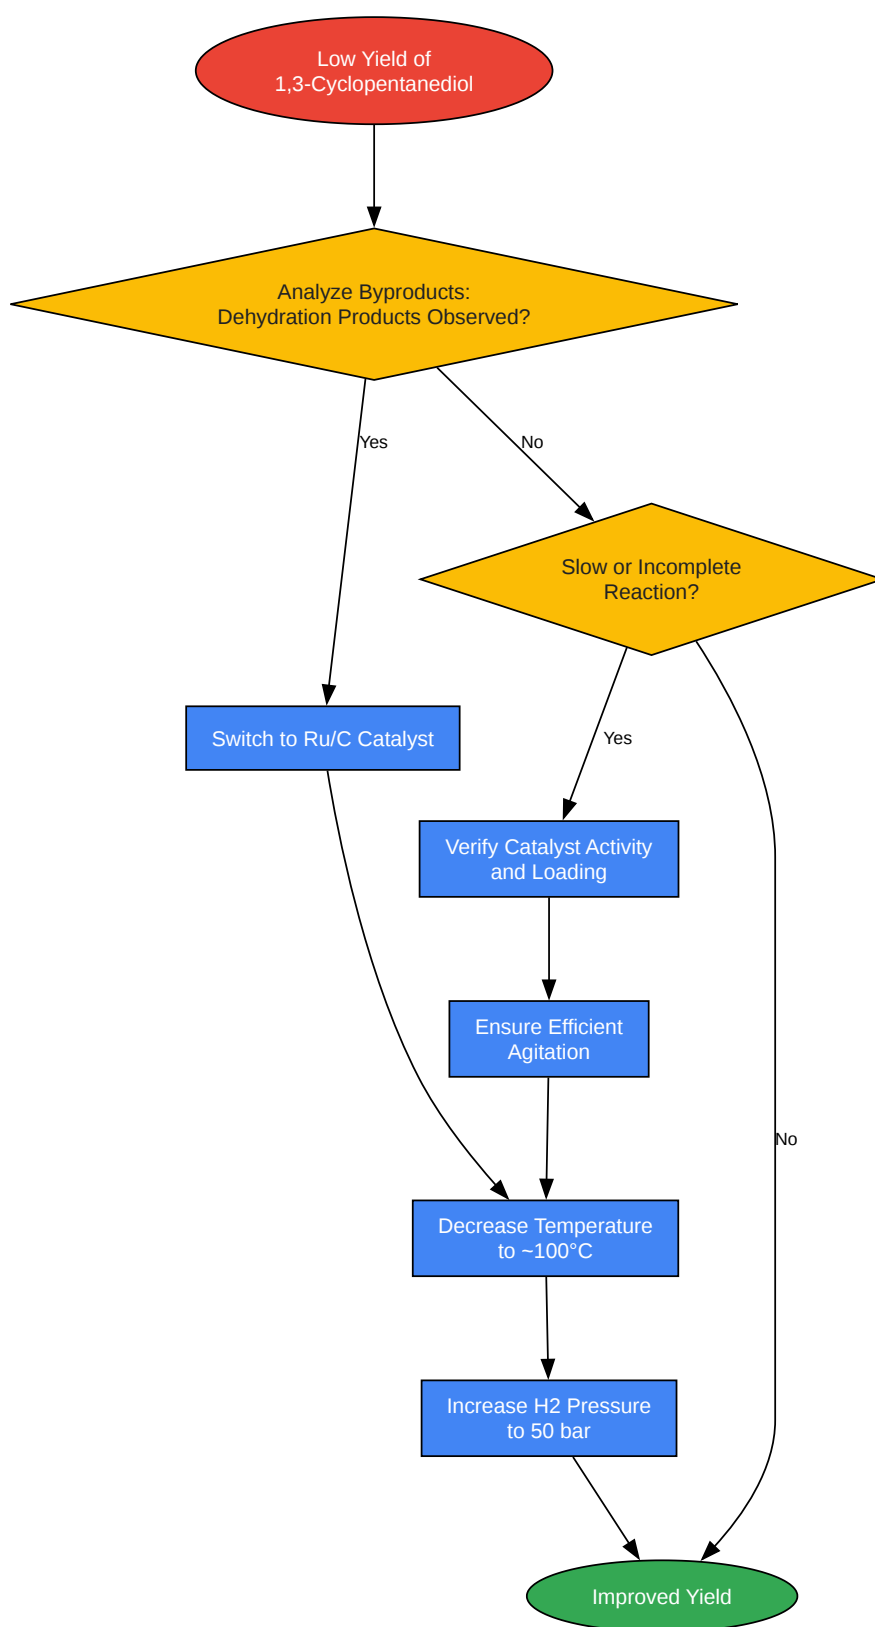 Low Yield of
1,3-Cyclopentanediol
Analyze Byproducts:
Dehydration Products Observed?
Yes
No
Slow or Incomplete
Reaction?
Switch to Ru/C Catalyst
Yes
Verify Catalyst Activity
and Loading
Ensure Efficient
Agitation
No
Decrease Temperature
to ~100°C
Increase H2 Pressure
to 50 bar
Improved Yield